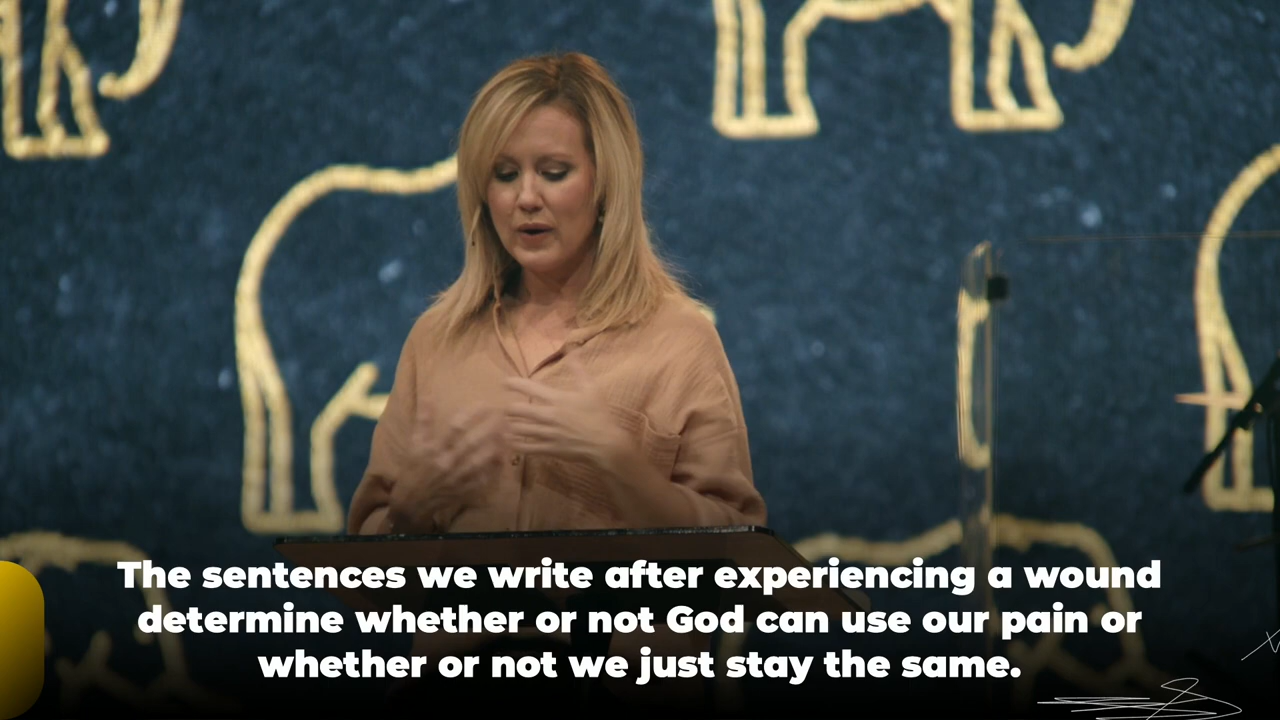 The sentences we write after experiencing a wound
determine whether or not God can use our pain or
whether or not we just stay the same.